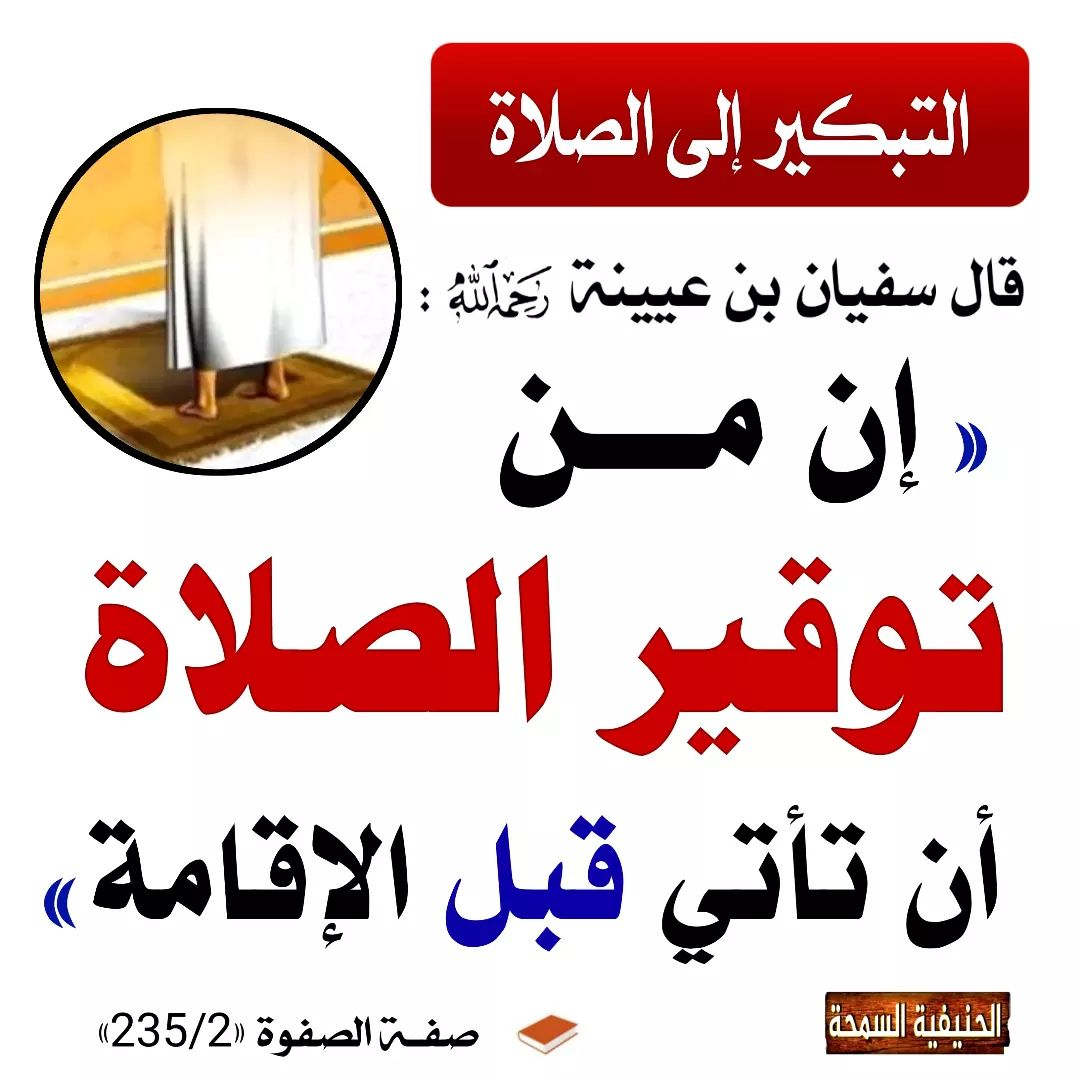 التبكير إلى الصلاة
قال سفيان بن عيينة رحمه الله :
« إن من
توقير الصلاة
أن تأتي قبل الإقامة »
صفة الصفوة «235/2»
الحنيفية السمحة